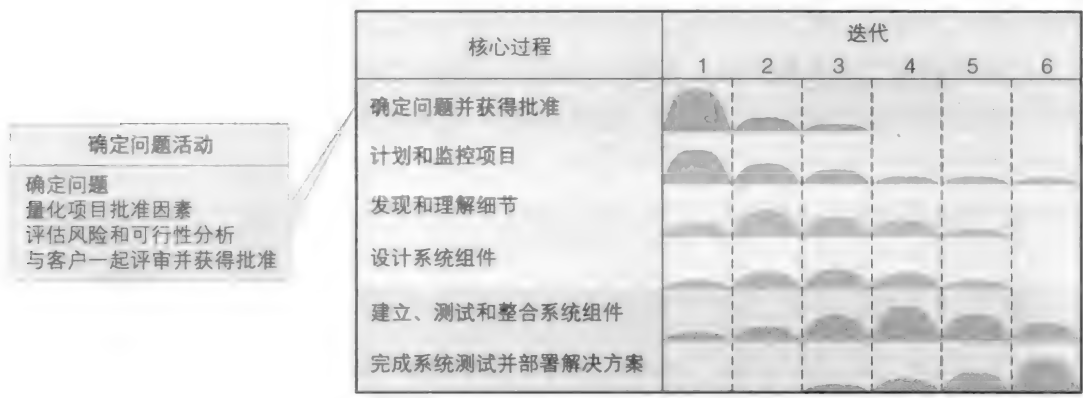 核心过程
迭代
1 2 3 4 5 6
确定问题并获得批准
计划和监控项目
发现和理解细节
设计系统组件
建立、测试和整合系统组件
完成系统测试并部署解决方案
确定问题活动
确定问题
量化项目批准因素
评估风险和可行性分析
与客户一起评审并获得批准